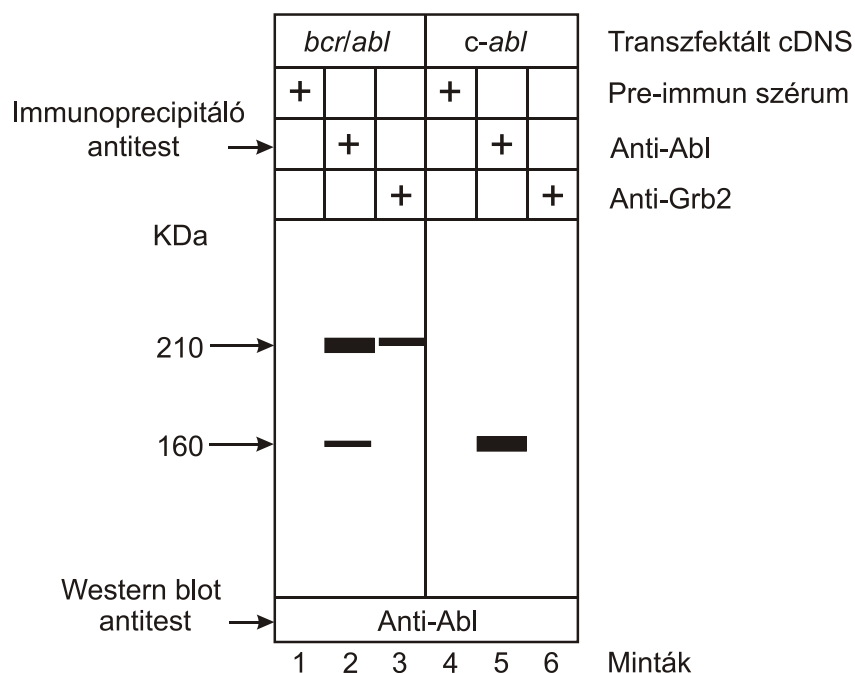 bcr/abl c-abl Transzfektált cDNS
+ + Pre-immun szérum
Immunoprecipitáló
antitest + + Anti-Abl
+ + Anti-Grb2
KDa
210
160
Western blot
antitest Anti-Abl
1 2 3 4 5 6 Minták